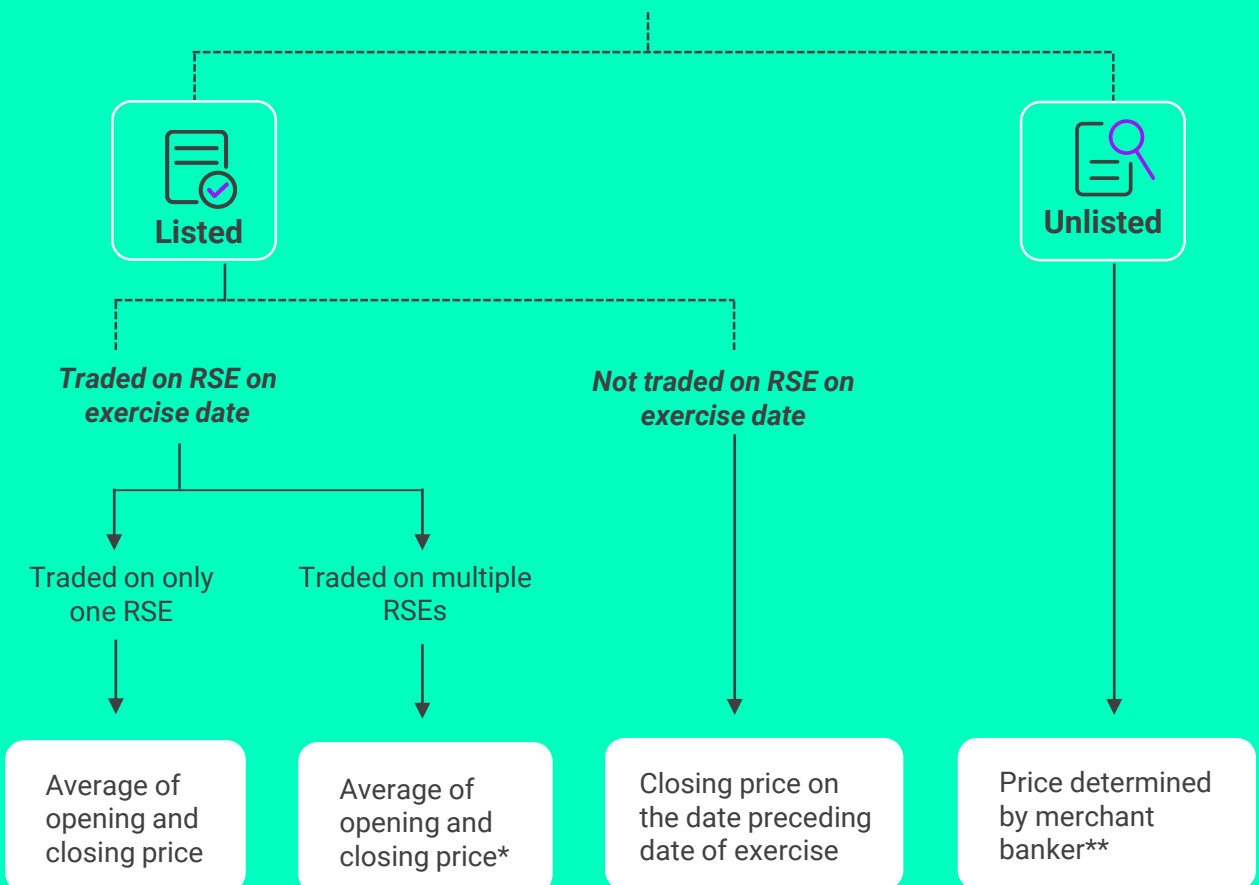 Listed
Unlisted
Traded on RSE on
exercise date
Not traded on RSE on
exercise date
Traded on only
one RSE
Traded on multiple
RSEs
Average of
opening and
closing price
Average of
opening and
closing price*
Closing price on
the date preceding
date of exercise
Price determined
by merchant
banker**